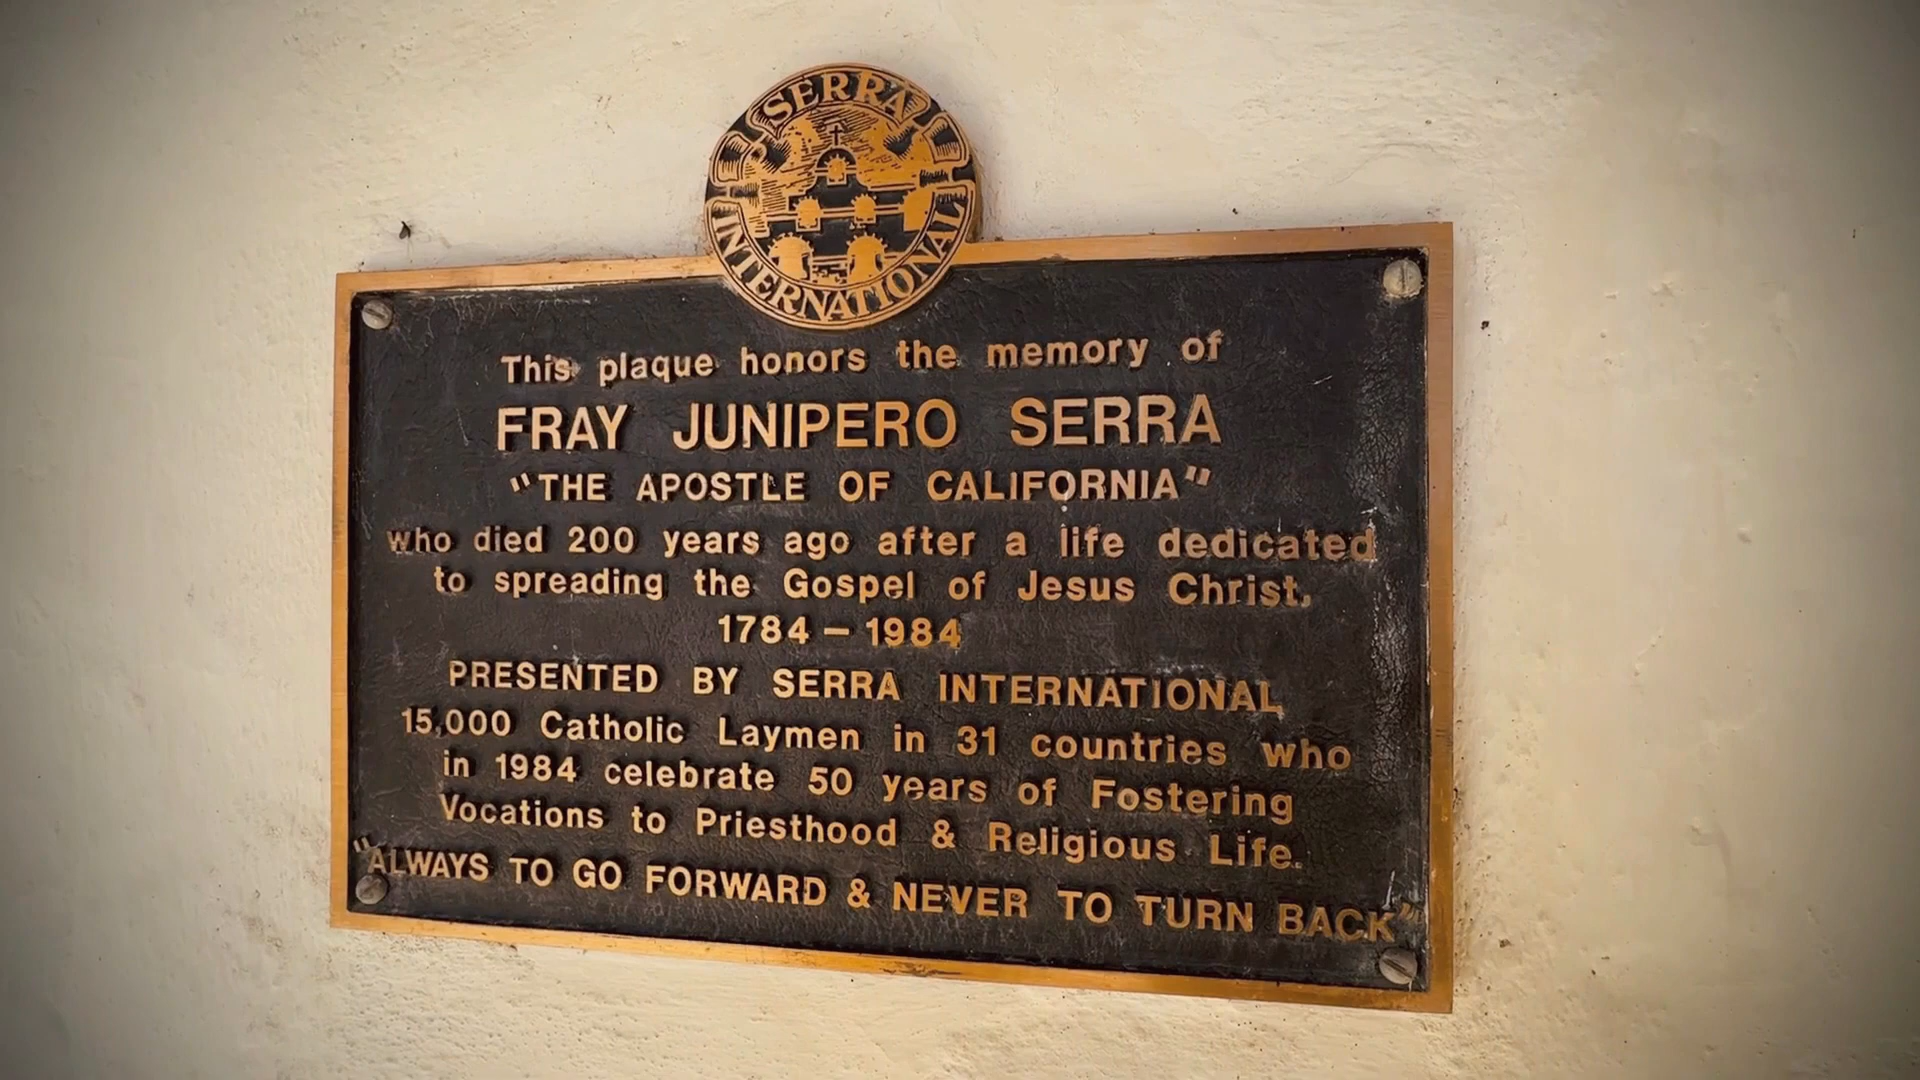 SERRA
INTERNATIONAL
This plaque honors the memory of
FRAY JUNIPERO SERRA
"THE APOSTLE OF CALIFORNIA"
who died 200 years ago after a life dedicated
to spreading the Gospel of Jesus Christ,
1784 – 1984
PRESENTED BY SERRA INTERNATIONAL
15,000 Catholic Laymen in 31 countries who
in 1984 celebrate 50 years of Fostering
Vocations to Priesthood & Religious Life.
"ALWAYS TO GO FORWARD & NEVER TO TURN BACK"